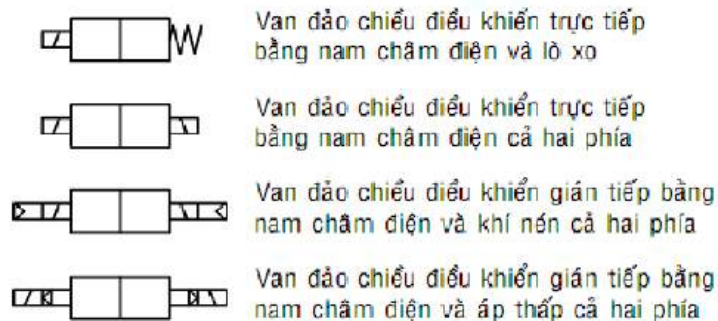 Van đảo chiều điều khiển trực tiếp
bằng nam châm điện và lò xo
Van đảo chiều điều khiển trực tiếp
bằng nam châm điện cả hai phía
Van đảo chiều điều khiển gián tiếp bằng
nam châm điện và khí nén cả hai phía
Van đảo chiều điều khiển gián tiếp bằng
nam châm điện và áp thấp cả hai phía